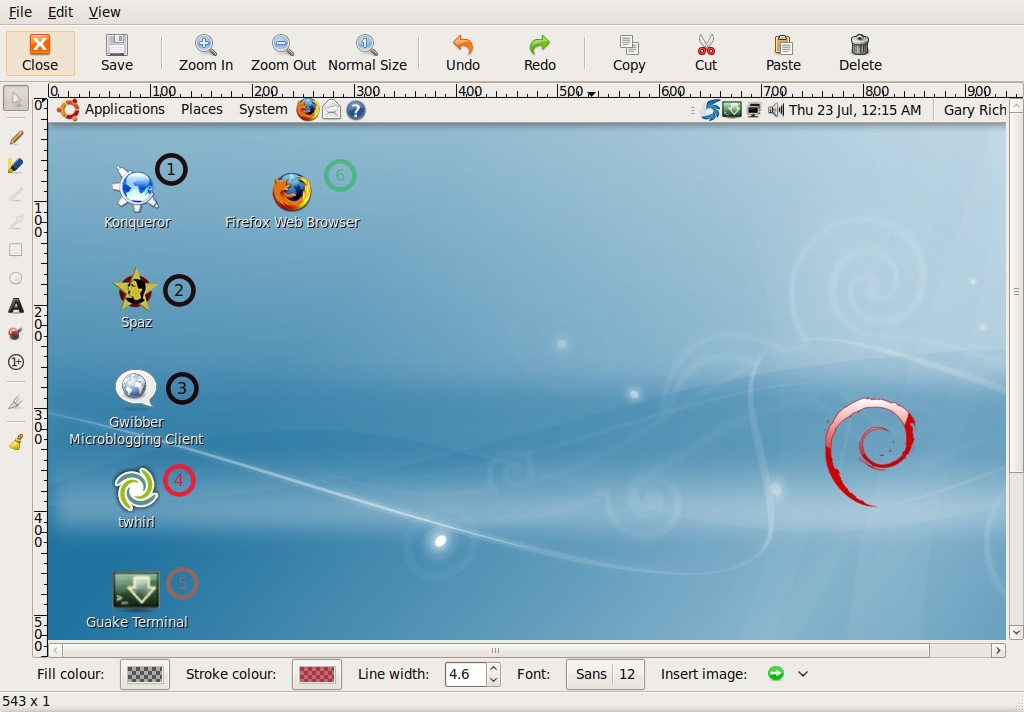 File Edit View
Close Save Zoom In Zoom Out Normal Size Undo Redo Copy Cut Paste Delete
0 100 200 300 400 500 600 700 800 900
Applications Places System Thu 23 Jul, 12:15 AM Gary Rich
1
6
Konqueror Firefox Web Browser
2
Spaz
3
Gwibber
Microblogging Client
4
twhirl
5
Guake Terminal
0
100
200
300
400
500
Fill colour: Stroke colour: Line width: 4.6 Font: Sans 12 Insert image:
543 x 1